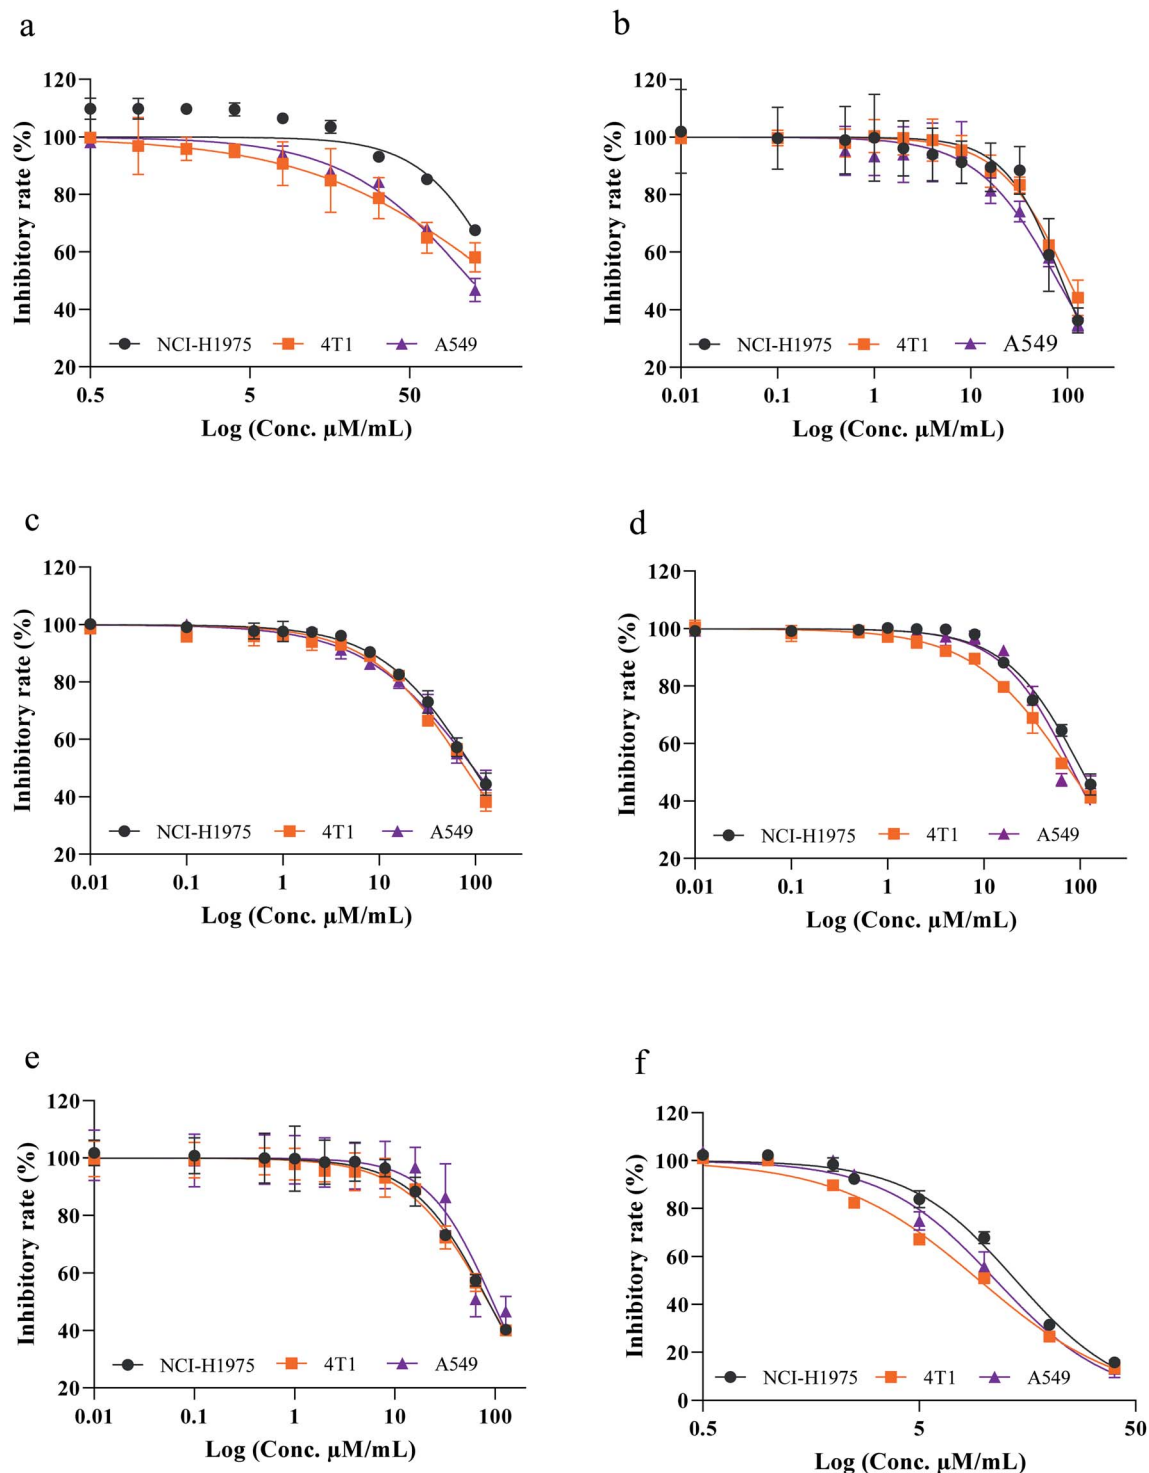 a
Inhibitory rate (%)
120
100
80
60
40
20
NCI-H1975 4T1 A549
0.5 5 50
Log (Conc. μM/mL)
b
Inhibitory rate (%)
120
100
80
60
40
20
NCI-H1975 4T1 A549
0.01 0.1 1 10 100
Log (Conc. μM/mL)
c
Inhibitory rate (%)
120
100
80
60
40
20
NCI-H1975 4T1 A549
0.01 0.1 1 10 100
Log (Conc. μM/mL)
d
Inhibitory rate (%)
120
100
80
60
40
20
NCI-H1975 4T1 A549
0.01 0.1 1 10 100
Log (Conc. μM/mL)
e
Inhibitory rate (%)
120
100
80
60
40
20
NCI-H1975 4T1 A549
0.01 0.1 1 10 100
Log (Conc. μM/mL)
f
Inhibitory rate (%)
120
100
80
60
40
20
0
NCI-H1975 4T1 A549
0.5 5 50
Log (Conc. μM/mL)